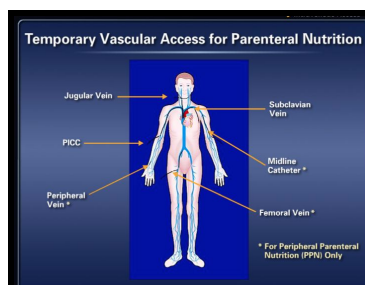 Temporary Vascular Access for Parenteral Nutrition
Jugular Vein
Subclavian
Vein
PICC
Midline
Catheter *
Peripheral
Vein *
Femoral Vein *
* For Peripheral Parenteral
Nutrition (PPN) Only